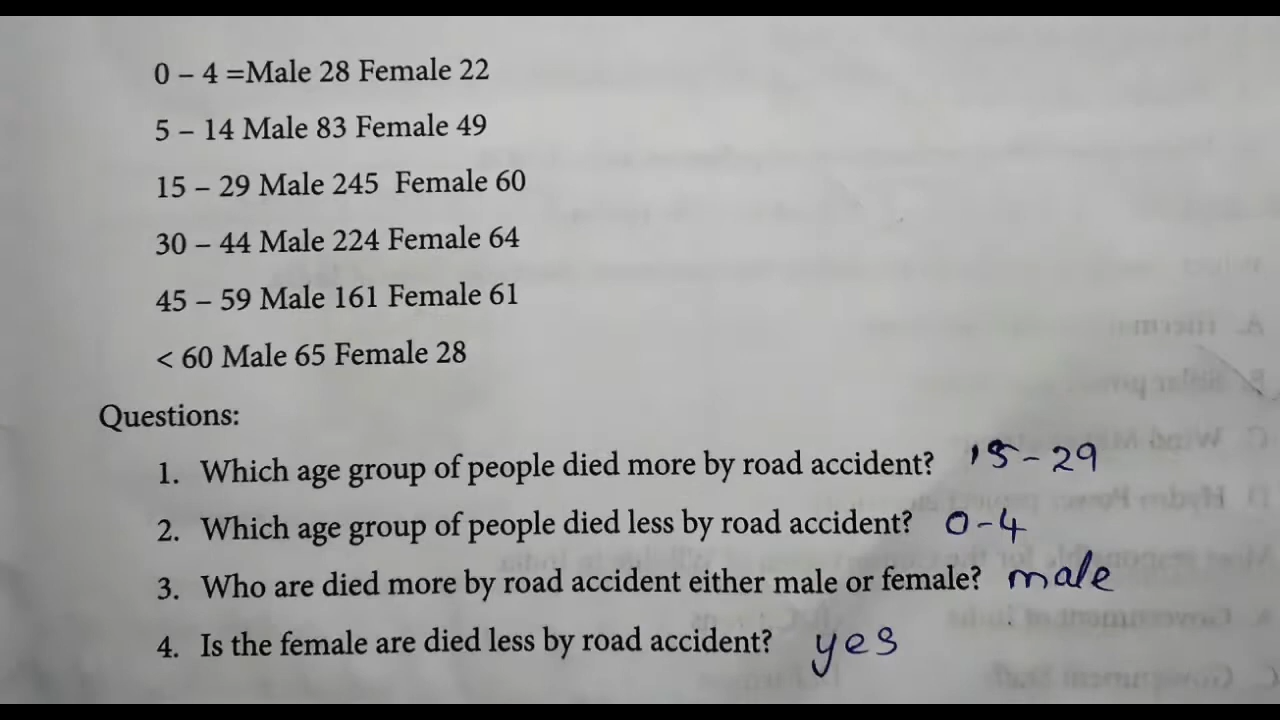 0 – 4 =Male 28 Female 22
5 – 14 Male 83 Female 49
15 – 29 Male 245  Female 60
30 – 44 Male 224 Female 64
45 – 59 Male 161 Female 61
< 60 Male 65 Female 28
Questions:
1. Which age group of people died more by road accident? 15-29
2. Which age group of people died less by road accident? 0-4
3. Who are died more by road accident either male or female? male
4. Is the female are died less by road accident? yes